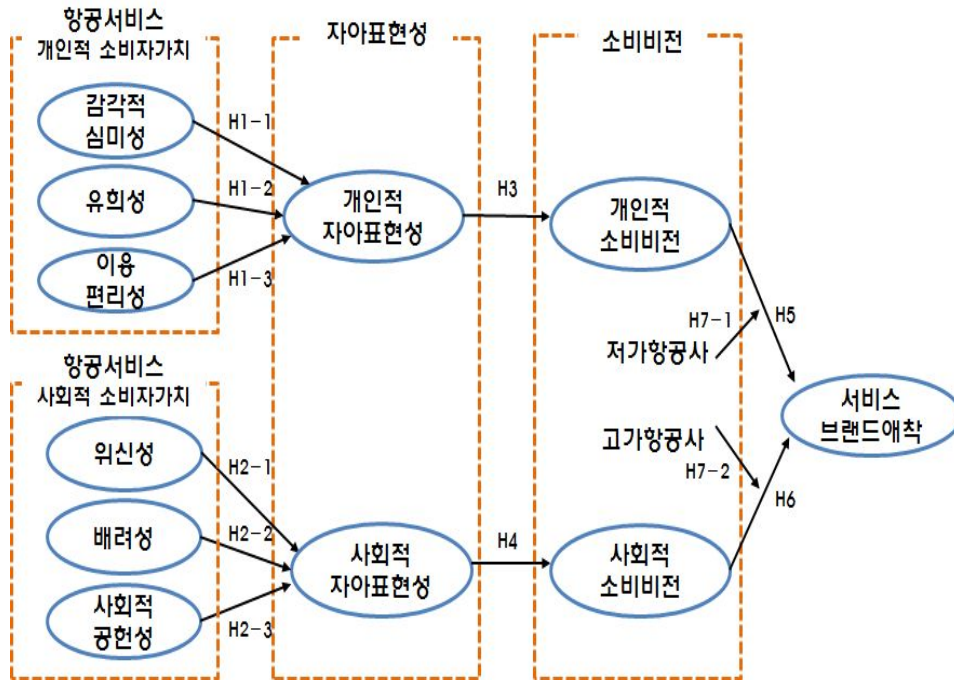 항공서비스
개인적 소비자가치
감각적
심미성
유희성
이용
편리성
H1-1
H1-2
H1-3
자아표현성
개인적
자아표현성
H3
소비비전
개인적
소비비전
H7-1
H5
저가항공사
항공서비스
사회적 소비자가치
위신성
배려성
사회적
공헌성
H2-1
H2-2
H2-3
사회적
자아표현성
H4
사회적
소비비전
고가항공사
H7-2
H6
서비스
브랜드애착